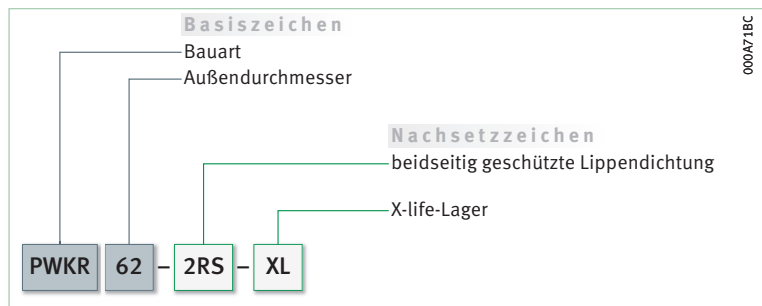 Basiszeichen
Bauart
Außendurchmesser
Nachsetzzeichen
beidseitig geschützte Lippendichtung
X-life-Lager
PWKR 62 – 2RS – XL
000A71BC